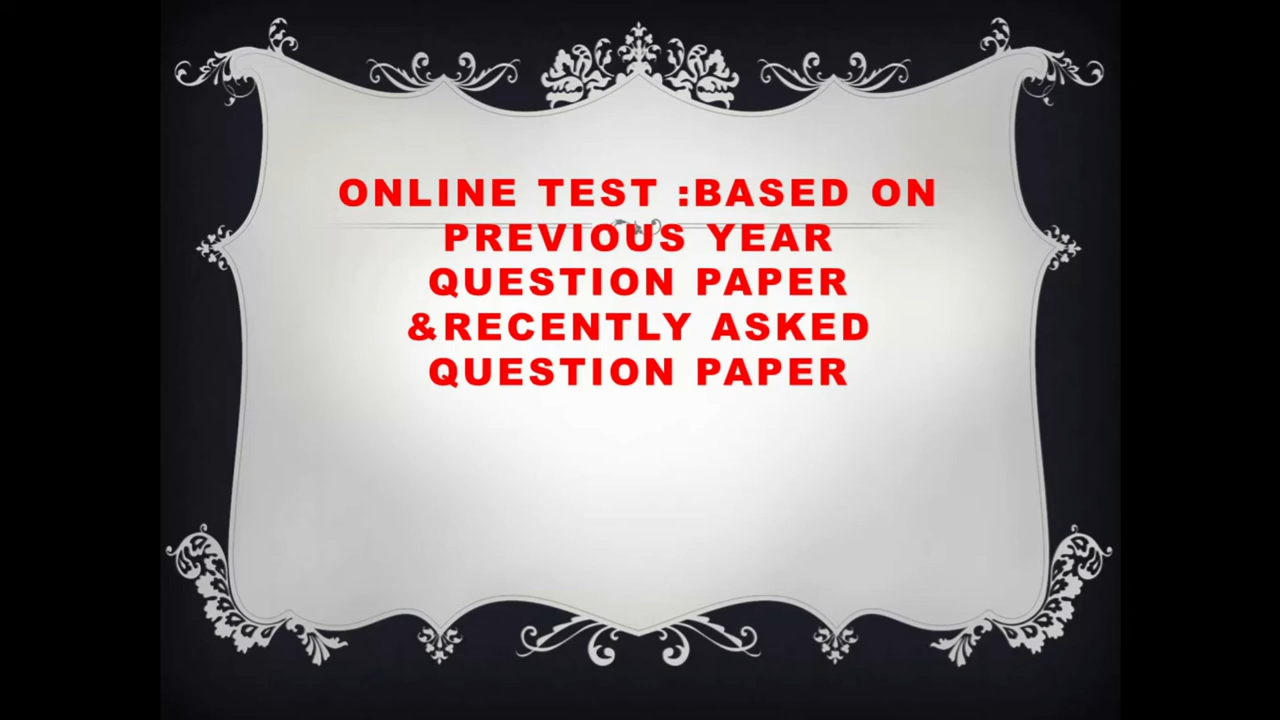 ONLINE TEST :BASED ON
PREVIOUS YEAR
QUESTION PAPER
&RECENTLY ASKED
QUESTION PAPER